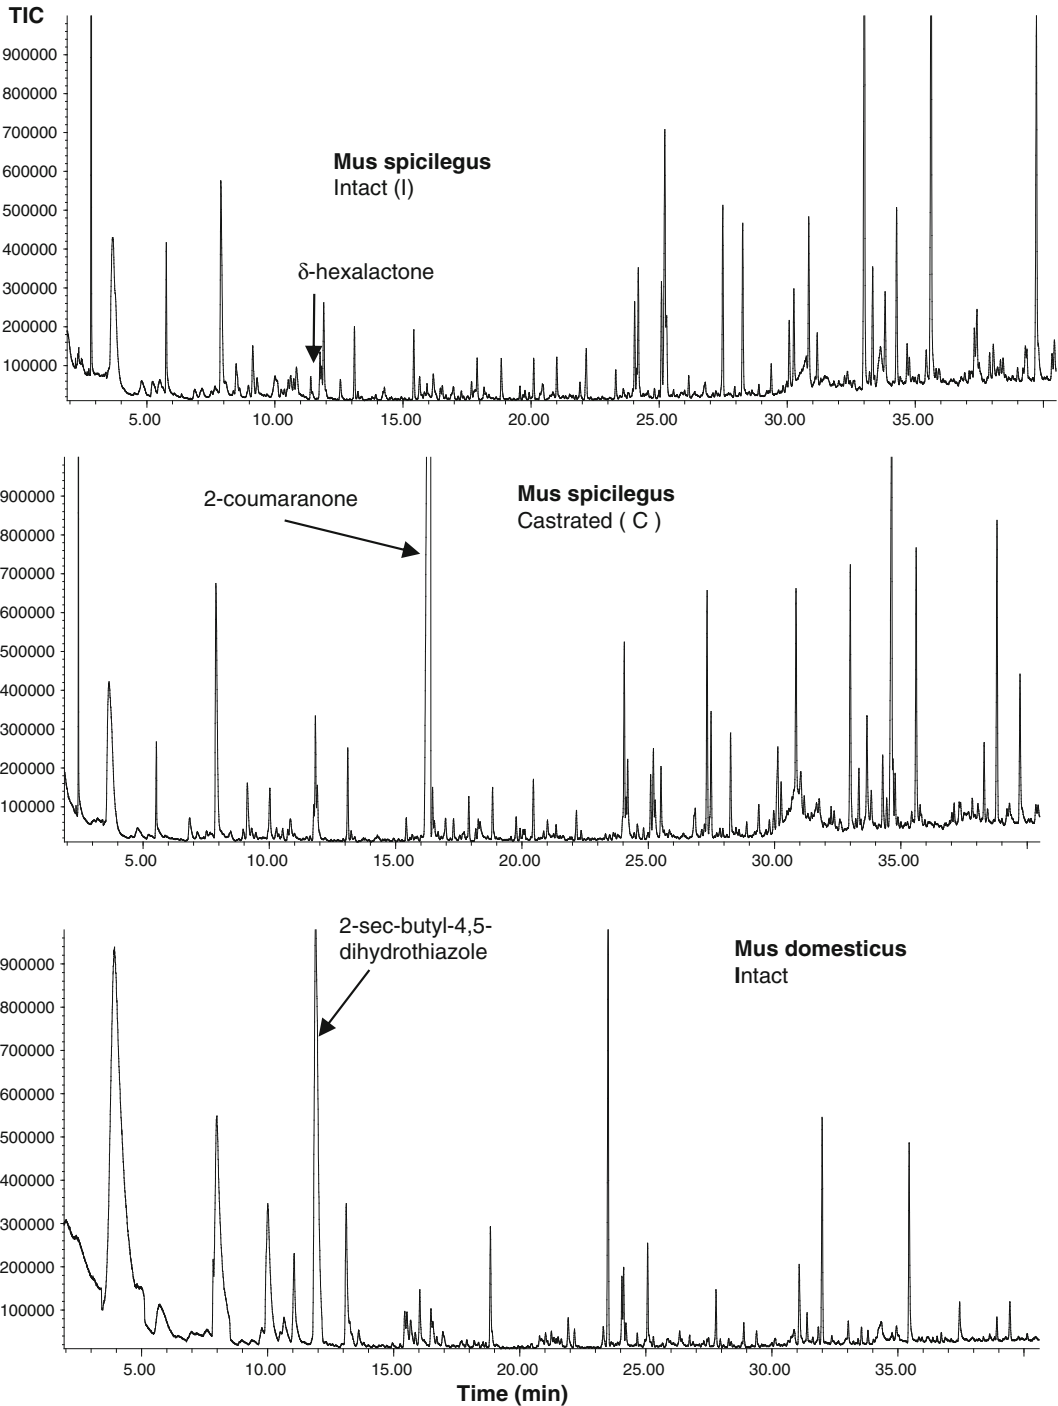 TIC
900000
800000
700000
600000
500000
400000
300000
200000
100000
Mus spicilegus
Intact (I)
δ-hexalactone
5.00 10.00 15.00 20.00 25.00 30.00 35.00
900000
800000
700000
600000
500000
400000
300000
200000
100000
2-coumaranone
Mus spicilegus
Castrated ( C )
5.00 10.00 15.00 20.00 25.00 30.00 35.00
900000
800000
700000
600000
500000
400000
300000
200000
100000
2-sec-butyl-4,5-
dihydrothiazole
Mus domesticus
Intact
5.00 10.00 15.00 20.00 25.00 30.00 35.00
Time (min)